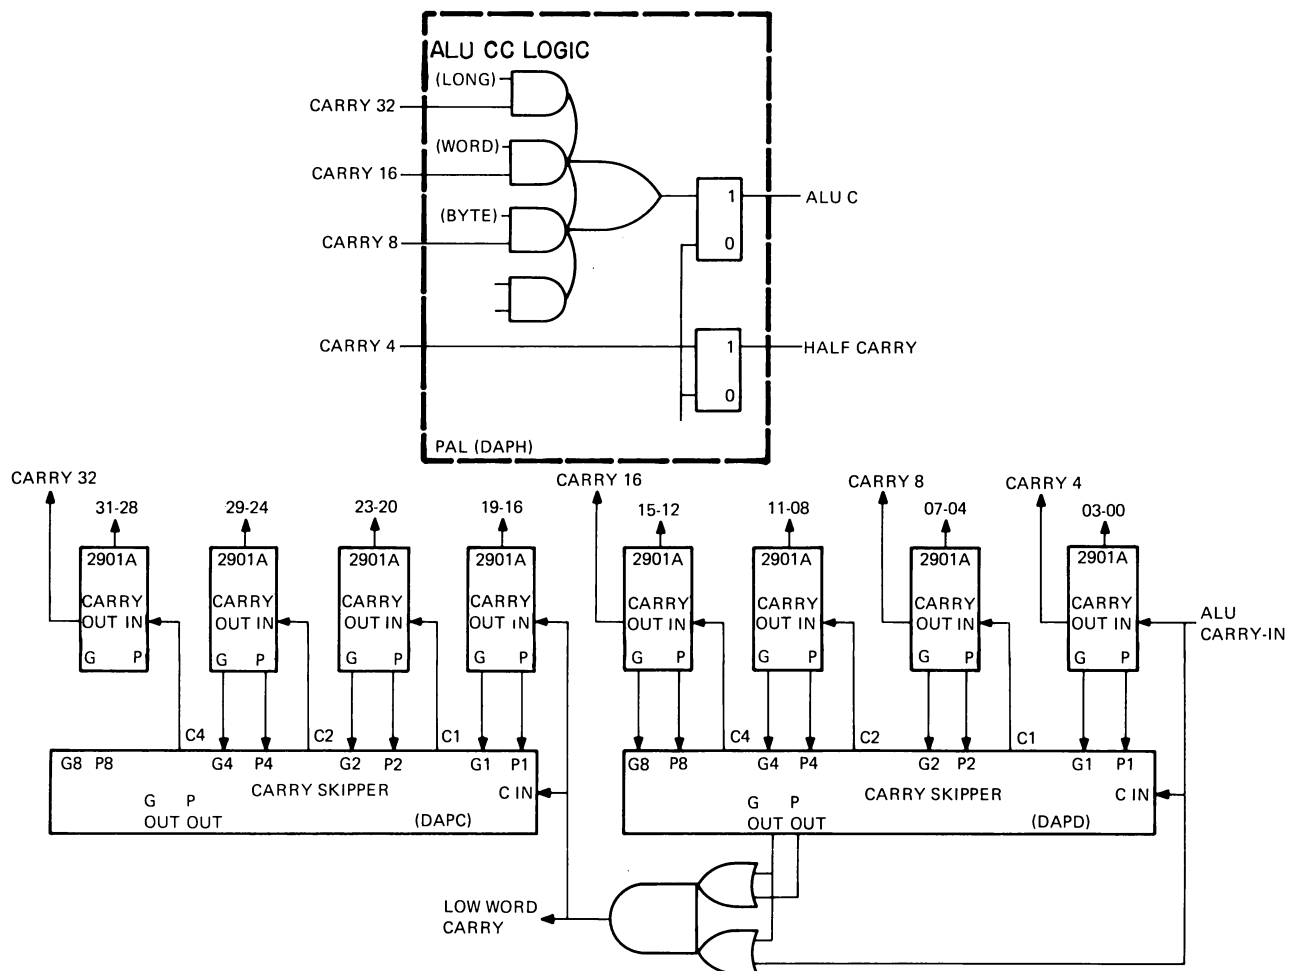 ALU CC LOGIC
(LONG)
CARRY 32
(WORD)
CARRY 16
1
ALU C
(BYTE)
CARRY 8
0
CARRY 4
1
HALF CARRY
0
PAL (DAPH)
CARRY 32
CARRY 16
CARRY 8
CARRY 4
31-28
29-24
23-20
19-16
15-12
11-08
07-04
03-00
2901A
2901A
2901A
2901A
2901A
2901A
2901A
2901A
CARRY
CARRY
CARRY
CARRY
CARRY
CARRY
CARRY
CARRY
OUT IN
OUT IN
OUT IN
OUT IN
OUT IN
OUT IN
OUT IN
OUT IN
ALU
CARRY-IN
G P
G P
G P
G P
G P
G P
G P
G P
C4
C2
C1
C4
C2
C1
G8 P8
G4 P4
G2 P2
G1 P1
G8 P8
G4 P4
G2 P2
G1 P1
CARRY SKIPPER
C IN
CARRY SKIPPER
C IN
G P
OUT OUT
(DAPC)
G P
OUT OUT
(DAPD)
LOW WORD
CARRY